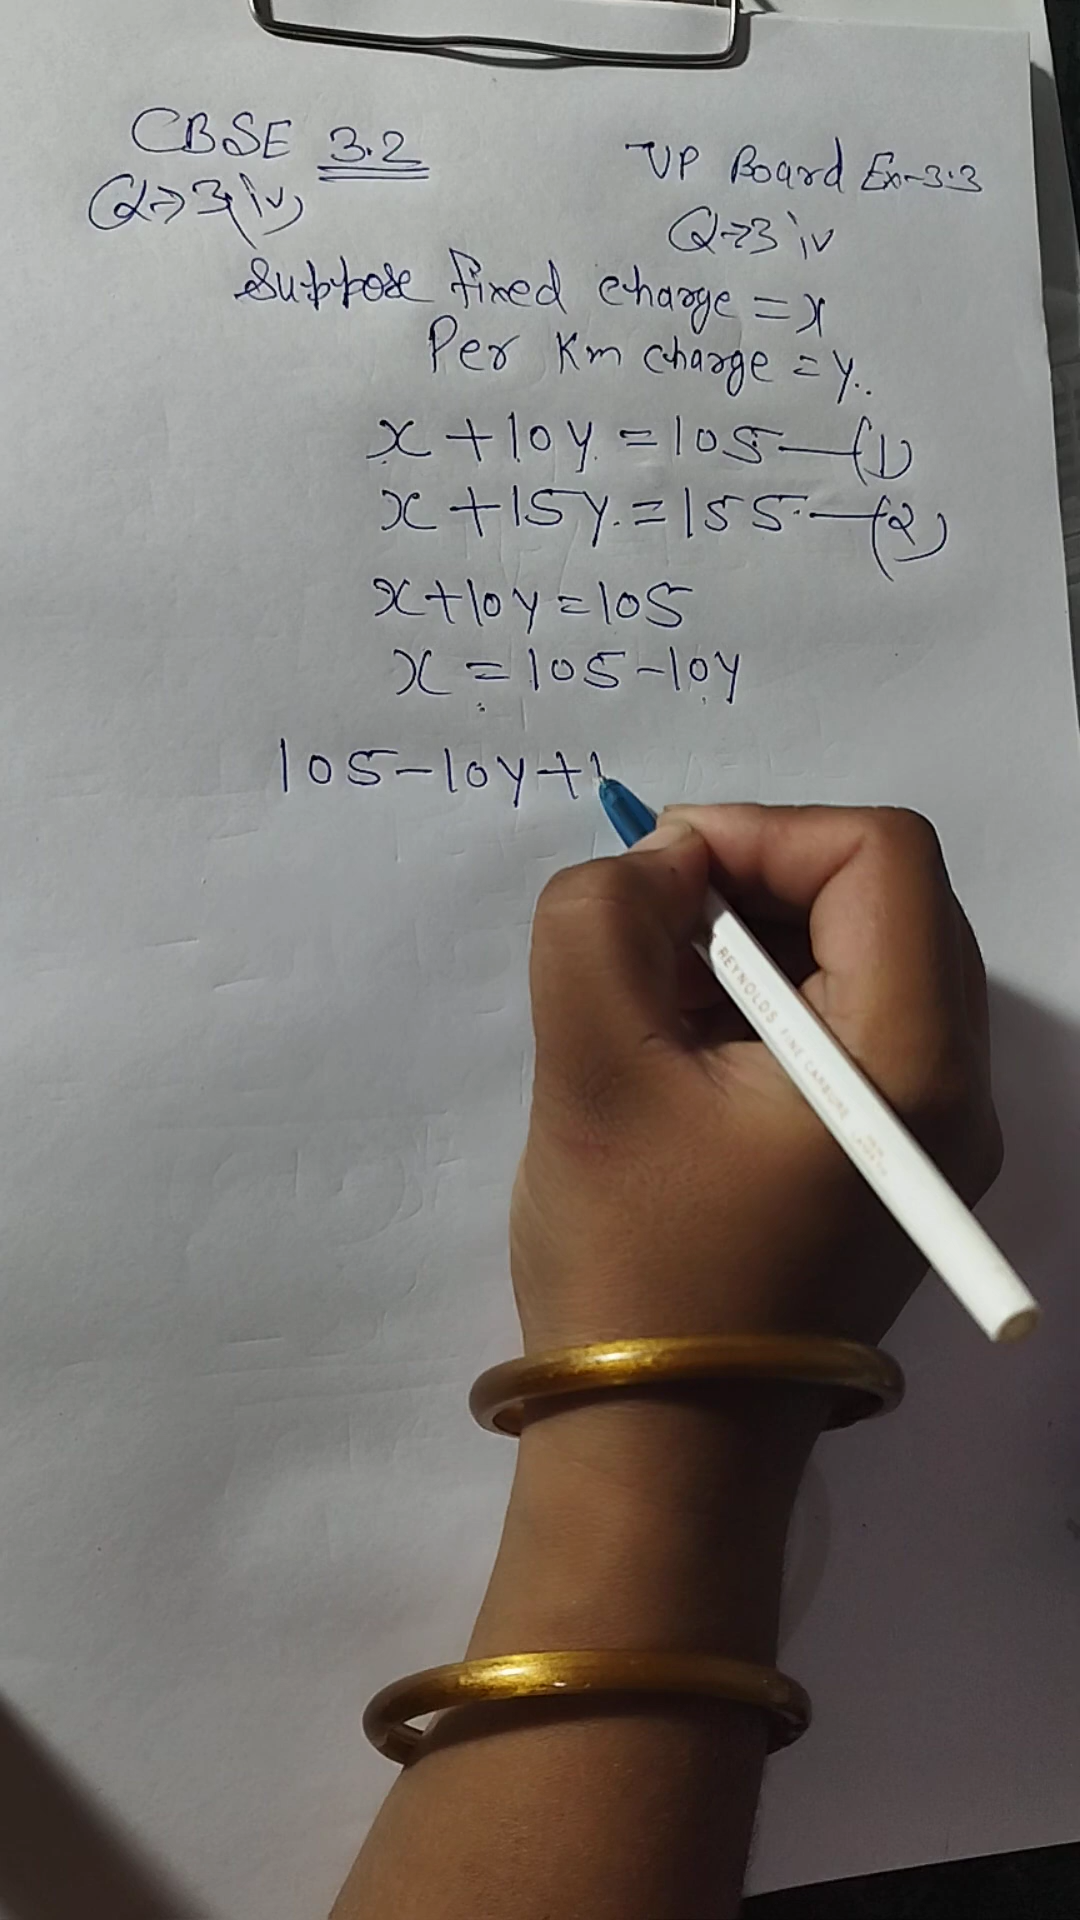 CBSE 3.2
UP Board Ex-3.3
Q→3(iv)
Q→3 iv
Suppose fixed charge = x
Per Km charge = y.
x + 10y = 105 —(1)
x + 15y = 155 —(2)
x + 10y = 105
x = 105 - 10y
105 - 10y + 1
REYNOLDS FINE CARBURE